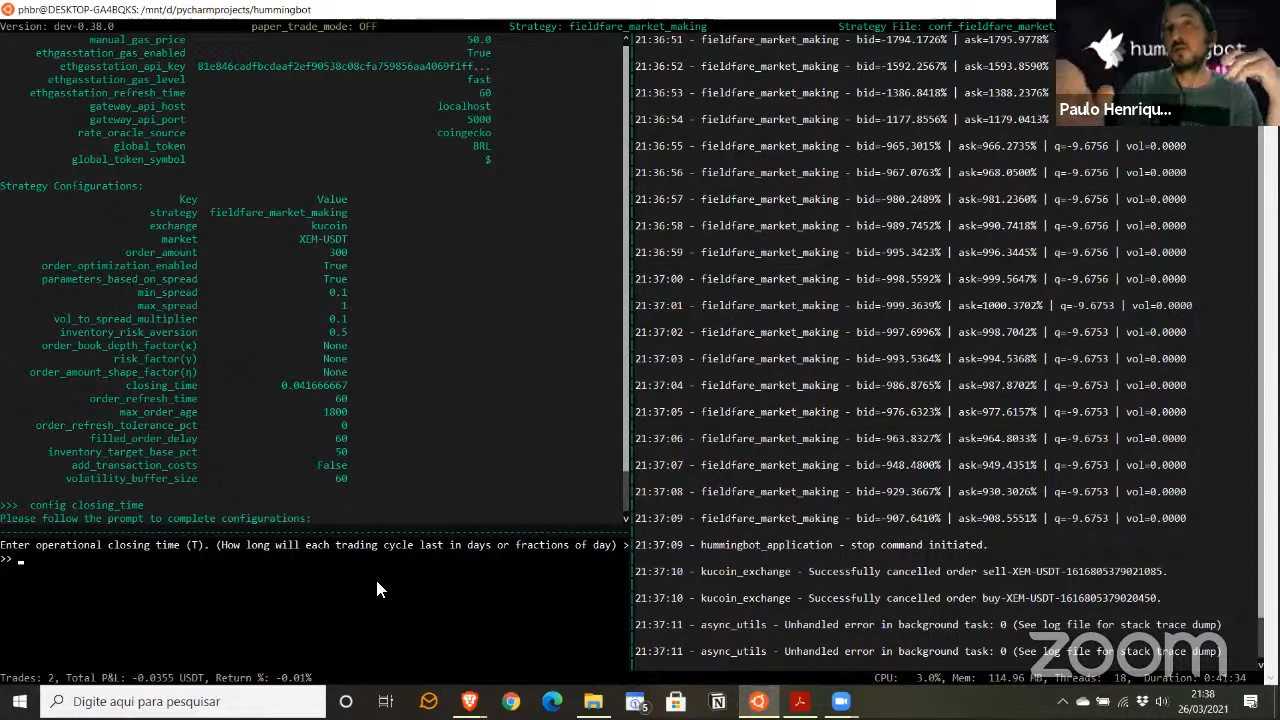 phbr@DESKTOP-GA4BQKS: /mnt/d/pycharmprojects/hummingbot
Version: dev-0.38.0 paper_trade_mode: OFF Strategy: fieldfare_market_making Strategy File: conf_fieldfare_market
manual_gas_price 50.0
ethgasstation_gas_enabled True
ethgasstation_api_key 81e846cadfbcdaaf2ef90538c08cfa759856aa4069f1ff...
ethgasstation_gas_level fast
ethgasstation_refresh_time 60
gateway_api_host localhost
gateway_api_port 5000
rate_oracle_source coingecko
global_token BRL
global_token_symbol $
Strategy Configurations:
Key Value
strategy fieldfare_market_making
exchange kucoin
market XEM-USDT
order_amount 300
order_optimization_enabled True
parameters_based_on_spread True
min_spread 0.1
max_spread 1
vol_to_spread_multiplier 0.1
inventory_risk_aversion 0.5
order_book_depth_factor(κ) None
risk_factor(γ) None
order_amount_shape_factor(η) None
closing_time 0.041666667
order_refresh_time 60
max_order_age 1800
order_refresh_tolerance_pct 0
filled_order_delay 60
inventory_target_base_pct 50
add_transaction_costs False
volatility_buffer_size 60
>>> config closing_time
Please follow the prompt to complete configurations:
Enter operational closing time (T). (How long will each trading cycle last in days or fractions of day) >
>>
Trades: 2, Total P&L: -0.0355 USDT, Return %: -0.01%
21:36:51 - fieldfare_market_making - bid=-1794.1726% | ask=1795.9778%
21:36:52 - fieldfare_market_making - bid=-1592.2567% | ask=1593.8590%
21:36:53 - fieldfare_market_making - bid=-1386.8418% | ask=1388.2376%
21:36:54 - fieldfare_market_making - bid=-1177.8556% | ask=1179.0413%
21:36:55 - fieldfare_market_making - bid=-965.3015% | ask=966.2735% | q=-9.6756 | vol=0.0000
21:36:56 - fieldfare_market_making - bid=-967.0763% | ask=968.0500% | q=-9.6756 | vol=0.0000
21:36:57 - fieldfare_market_making - bid=-980.2489% | ask=981.2360% | q=-9.6756 | vol=0.0000
21:36:58 - fieldfare_market_making - bid=-989.7452% | ask=990.7418% | q=-9.6756 | vol=0.0000
21:36:59 - fieldfare_market_making - bid=-995.3423% | ask=996.3445% | q=-9.6756 | vol=0.0000
21:37:00 - fieldfare_market_making - bid=-998.5592% | ask=999.5647% | q=-9.6756 | vol=0.0000
21:37:01 - fieldfare_market_making - bid=-999.3639% | ask=1000.3702% | q=-9.6753 | vol=0.0000
21:37:02 - fieldfare_market_making - bid=-997.6996% | ask=998.7042% | q=-9.6753 | vol=0.0000
21:37:03 - fieldfare_market_making - bid=-993.5364% | ask=994.5368% | q=-9.6753 | vol=0.0000
21:37:04 - fieldfare_market_making - bid=-986.8765% | ask=987.8702% | q=-9.6753 | vol=0.0000
21:37:05 - fieldfare_market_making - bid=-976.6323% | ask=977.6157% | q=-9.6753 | vol=0.0000
21:37:06 - fieldfare_market_making - bid=-963.8327% | ask=964.8033% | q=-9.6753 | vol=0.0000
21:37:07 - fieldfare_market_making - bid=-948.4800% | ask=949.4351% | q=-9.6753 | vol=0.0000
21:37:08 - fieldfare_market_making - bid=-929.3667% | ask=930.3026% | q=-9.6753 | vol=0.0000
21:37:09 - fieldfare_market_making - bid=-907.6410% | ask=908.5551% | q=-9.6753 | vol=0.0000
21:37:09 - hummingbot_application - stop command initiated.
21:37:10 - kucoin_exchange - Successfully cancelled order sell-XEM-USDT-1616805379021085.
21:37:10 - kucoin_exchange - Successfully cancelled order buy-XEM-USDT-1616805379020450.
21:37:11 - async_utils - Unhandled error in background task: 0 (See log file for stack trace dump)
21:37:11 - async_utils - Unhandled error in background task: 0 (See log file for stack trace dump)
CPU: 3.0%, Mem: 114.96 MB, Threads: 18, Duration: 0:41:34
Paulo Henriqu...
zoom
Digite aqui para pesquisar
21:38
26/03/2021